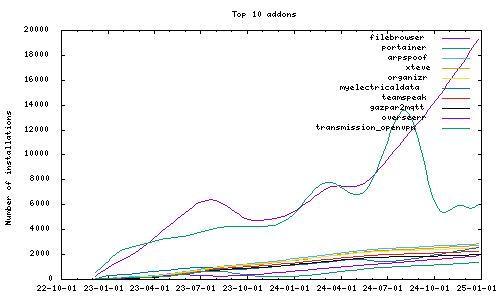 Top 10 addons
20000
18000
16000
14000
12000
10000
8000
6000
4000
2000
0
Number of installations
filebrowser
portainer
arpspoof
xteve
organizr
myelectricaldata
teamspeak
gazpar2mqtt
overseerr
transmission_openvpn
22-10-01 23-01-01 23-04-01 23-07-01 23-10-01 24-01-01 24-04-01 24-07-01 24-10-01 25-01-01